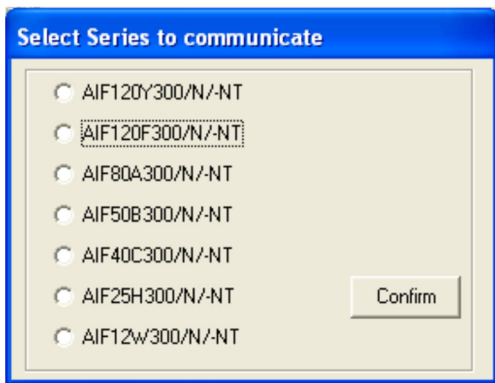 Select Series to communicate
AIF120Y300/N/-NT
AIF120F300/N/-NT
AIF80A300/N/-NT
AIF50B300/N/-NT
AIF40C300/N/-NT
AIF25H300/N/-NT
Confirm
AIF12W300/N/-NT